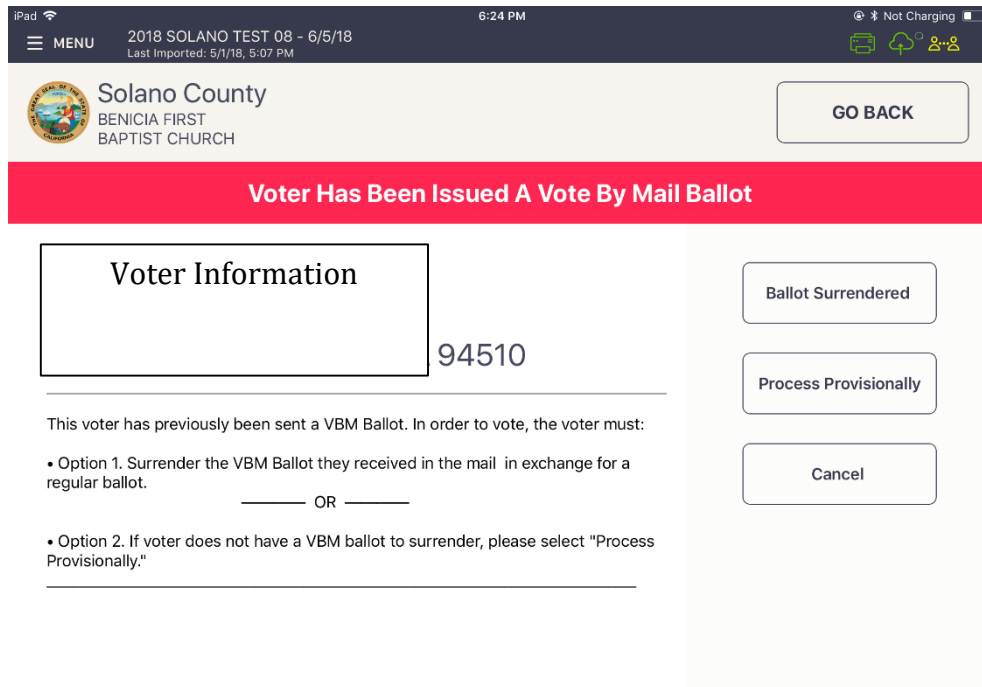 iPad 6:24 PM Not Charging
MENU 2018 SOLANO TEST 08 - 6/5/18
Last Imported: 5/1/18, 5:07 PM
Solano County
BENICIA FIRST
BAPTIST CHURCH
GO BACK
Voter Has Been Issued A Vote By Mail Ballot
Voter Information
94510
This voter has previously been sent a VBM Ballot. In order to vote, the voter must:
• Option 1. Surrender the VBM Ballot they received in the mail in exchange for a
regular ballot.
OR
• Option 2. If voter does not have a VBM ballot to surrender, please select "Process
Provisionally."
Ballot Surrendered
Process Provisionally
Cancel